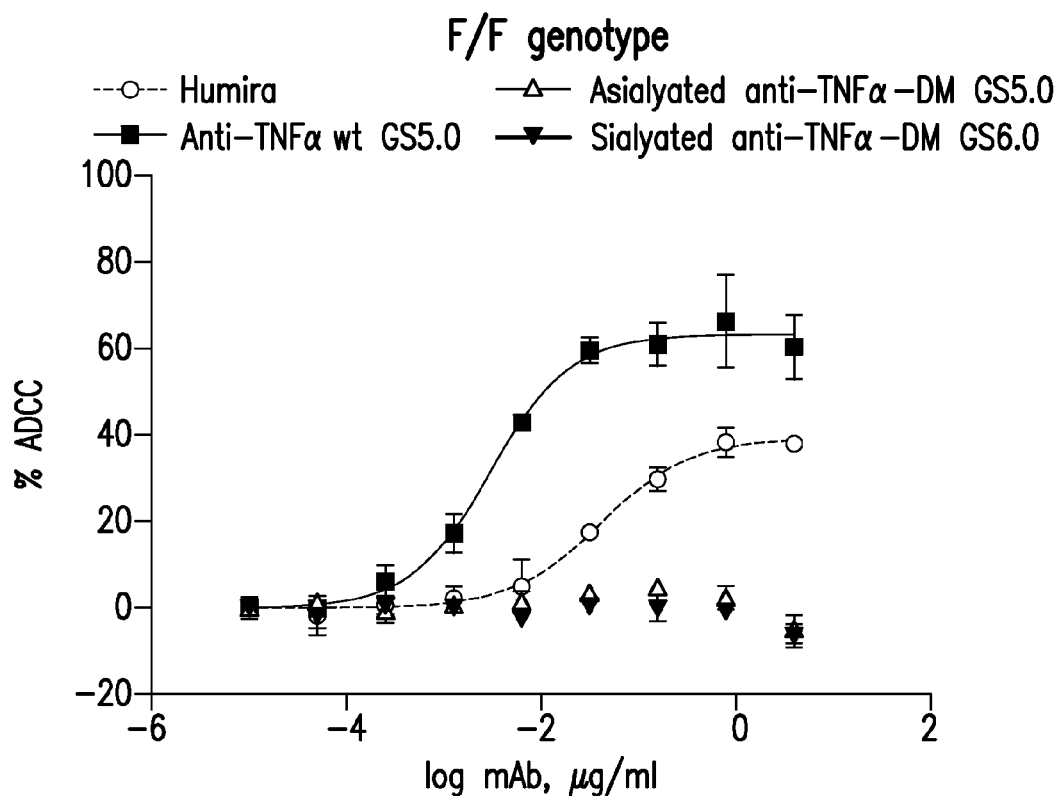 F/F genotype
Humira
Asialyated anti-TNFα-DM GS5.0
Anti-TNFα wt GS5.0
Sialyated anti-TNFα-DM GS6.0
100
80
60
40
20
0
-20
% ADCC
-6 -4 -2 0 2
log mAb, μg/ml